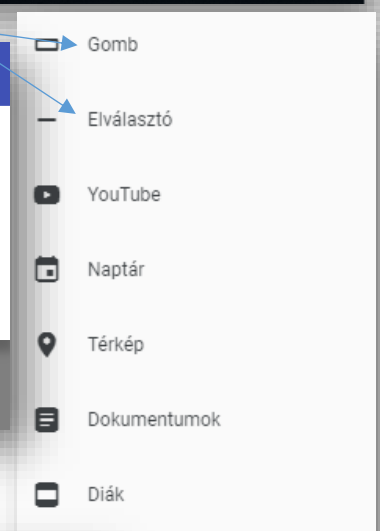 Gomb
Elválasztó
YouTube
Naptár
Térkép
Dokumentumok
Diák